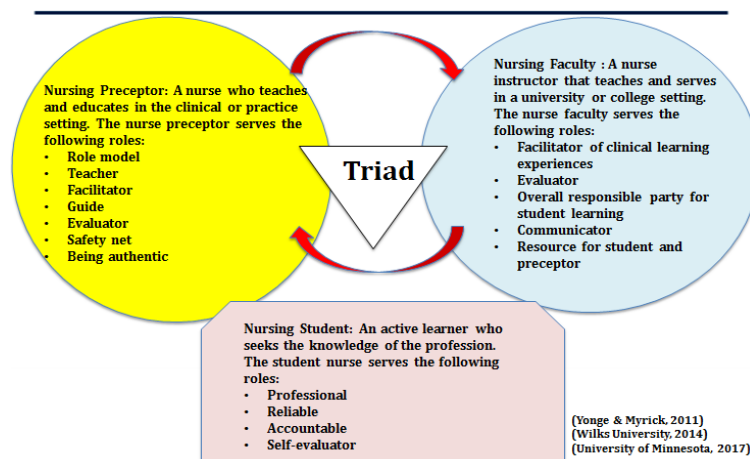 Nursing Preceptor: A nurse who teaches
and educates in the clinical or practice
setting. The nurse preceptor serves the
following roles:
• Role model
• Teacher
• Facilitator
• Guide
• Evaluator
• Safety net
• Being authentic
Triad
Nursing Faculty : A nurse
instructor that teaches and serves
in a university or college setting.
The nurse faculty serves the
following roles:
• Facilitator of clinical learning
experiences
• Evaluator
• Overall responsible party for
student learning
• Communicator
• Resource for student and
preceptor
Nursing Student: An active learner who
seeks the knowledge of the profession.
The student nurse serves the following
roles:
• Professional
• Reliable
• Accountable
• Self-evaluator
(Yonge & Myrick, 2011)
(Wilks University, 2014)
(University of Minnesota, 2017)